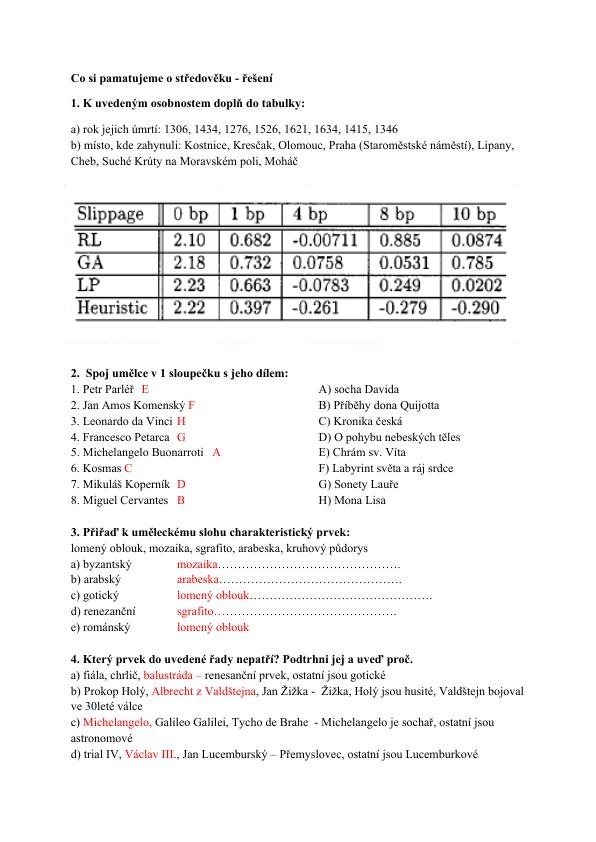 Co si pamatujeme o středověku - řešení
1. K uvedeným osobnostem doplň do tabulky:
a) rok jejich úmrtí: 1306, 1434, 1276, 1526, 1621, 1634, 1415, 1346
b) místo, kde zahynuli: Kostnice, Kresčak, Olomouc, Praha (Staroměstské náměstí), Lipany,
Cheb, Suché Krúty na Moravském poli, Moháč
Slippage 0 bp 1 bp 4 bp 8 bp 10 bp
RL 2.10 0.682 -0.00711 0.885 0.0874
GA 2.18 0.732 0.0758 0.0531 0.785
LP 2.23 0.663 -0.0783 0.249 0.0202
Heuristic 2.22 0.397 -0.261 -0.279 -0.290
2. Spoj umělce v 1 sloupečku s jeho dílem:
1. Petr Parléř E A) socha Davida
2. Jan Amos Komenský F B) Příběhy dona Quijotta
3. Leonardo da Vinci H C) Kronika česká
4. Francesco Petarca G D) O pohybu nebeských těles
5. Michelangelo Buonarroti A E) Chrám sv. Víta
6. Kosmas C F) Labyrint světa a ráj srdce
7. Mikuláš Koperník D G) Sonety Lauře
8. Miguel Cervantes B H) Mona Lisa
3. Přiřaď k uměleckému slohu charakteristický prvek:
lomený oblouk, mozaika, sgrafito, arabeska, kruhový půdorys
a) byzantský mozaika……………………………………….
b) arabský arabeska……………………………………….
c) gotický lomený oblouk……………………………………….
d) renezanční sgrafito……………………………………….
e) románský lomený oblouk
4. Který prvek do uvedené řady nepatří? Podtrhni jej a uveď proč.
a) fiála, chrlič, balustráda – renesanční prvek, ostatní jsou gotické
b) Prokop Holý, Albrecht z Valdštejna, Jan Žižka - Žižka, Holý jsou husité, Valdštejn bojoval
ve 30leté válce
c) Michelangelo, Galileo Galilei, Tycho de Brahe - Michelangelo je sochař, ostatní jsou
astronomové
d) trial IV, Václav III., Jan Lucemburský – Přemyslovec, ostatní jsou Lucemburkové